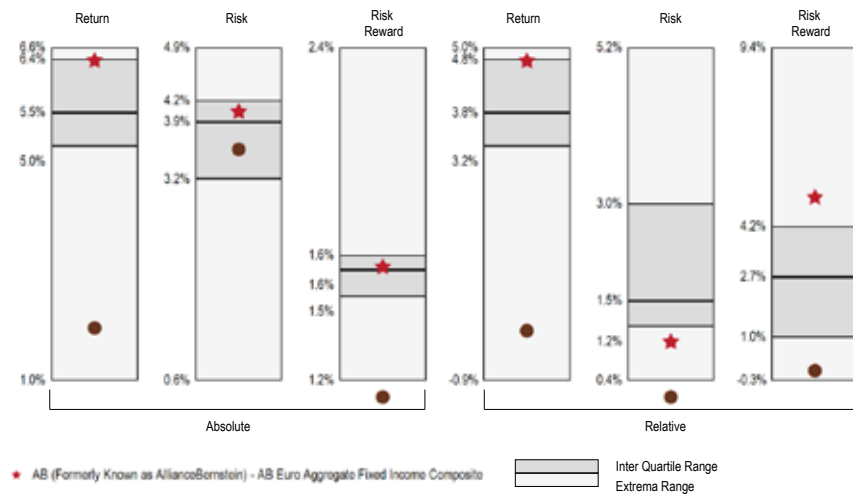 Return
Risk
Risk
Reward
Return
Risk
Risk
Reward
6.6%
6.4%
5.5%
5.0%
1.0%
4.9%
4.2%
3.9%
3.2%
0.6%
2.4%
1.6%
1.6%
1.5%
1.2%
5.0%
4.8%
3.8%
3.2%
-0.9%
5.2%
3.0%
1.5%
1.2%
0.4%
9.4%
4.2%
2.7%
1.0%
-0.3%
Absolute
Relative
AB (Formerly Known as AllianceBernstein) - AB Euro Aggregate Fixed Income Composite
Inter Quartile Range
Extrema Range